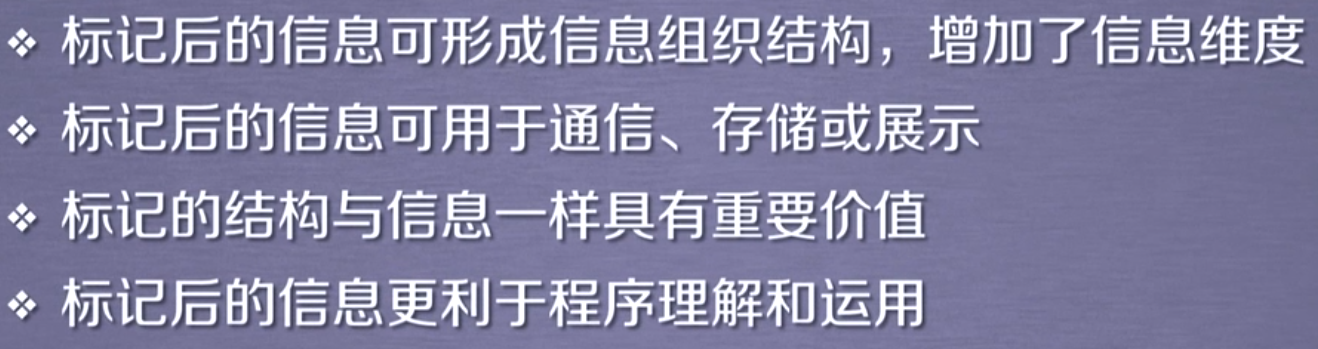 ❖ 标记后的信息可形成信息组织结构，增加了信息维度
❖ 标记后的信息可用于通信、存储或展示
❖ 标记的结构与信息一样具有重要价值
❖ 标记后的信息更利于程序理解和运用